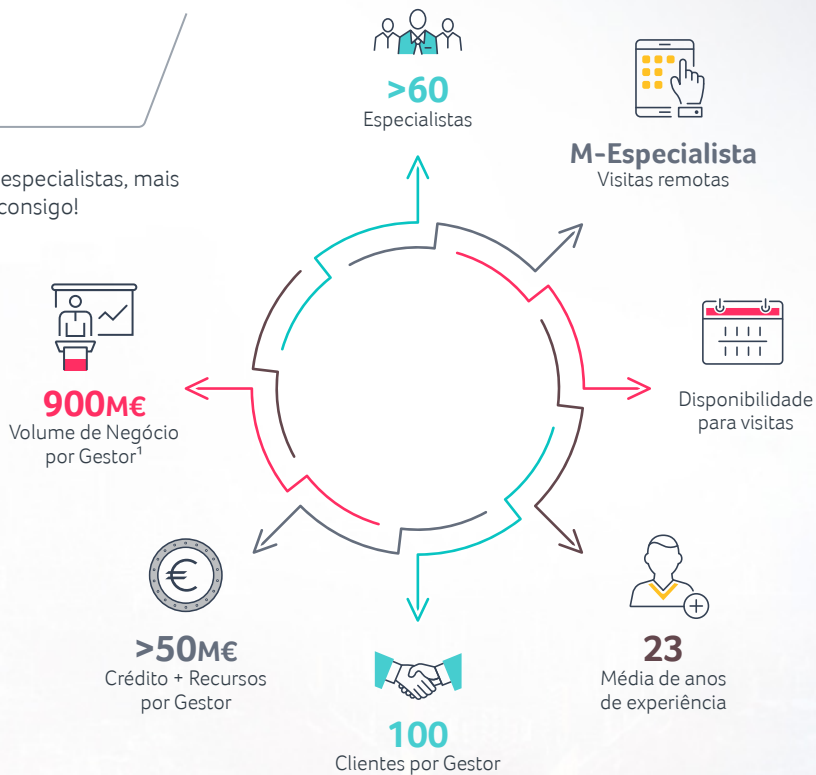 >60
Especialistas
M-Especialista
Visitas remotas
especialistas, mais
consigo!
900M€
Volume de Negócio
por Gestor¹
Disponibilidade
para visitas
>50M€
Crédito + Recursos
por Gestor
23
Média de anos
de experiência
100
Clientes por Gestor